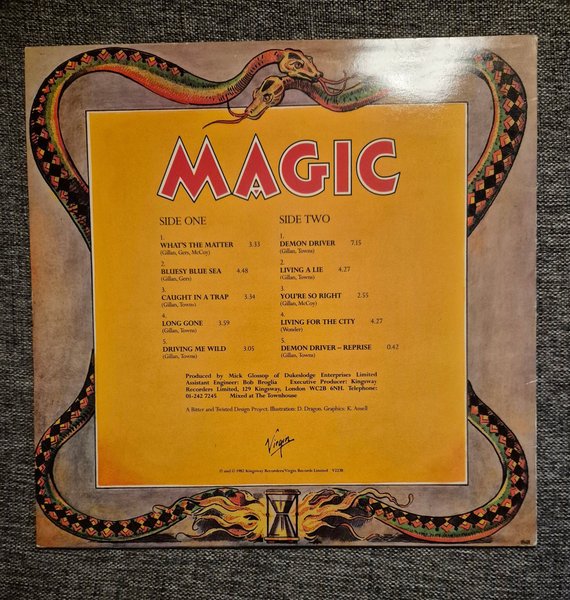 MAGIC
SIDE ONE
1.
WHAT'S THE MATTER 3.33
(Gillan, Gers, McCoy)
2.
BLUESY BLUE SEA 4.48
(Gillan, Gers)
3.
CAUGHT IN A TRAP 3.34
(Gillan, Towns)
4.
LONG GONE 3.59
(Gillan, Towns)
5.
DRIVING ME WILD 3.05
(Gillan, Towns)
SIDE TWO
1.
DEMON DRIVER 7.15
(Gillan, Towns)
2.
LIVING A LIE 4.27
(Gillan, Towns)
3.
YOU'RE SO RIGHT 2.55
(Gillan, McCoy)
4.
LIVING FOR THE CITY 4.27
(Wonder)
5.
DEMON DRIVER – REPRISE 0.42
(Gillan, Towns)
Produced by Mick Glossop of Dukeslodge Enterprises Limited
Assistant Engineer: Bob Broglia Executive Producer: Kingsway
Recorders Limited, 129 Kingsway, London WC2B 6NH. Telephone:
01-242 7245 Mixed at The Townhouse
A Bitter and Twisted Design Project. Illustration: D. Dragon. Graphics: K. Ansell
Virgin
℗ and © 1982 Kingsway Recorders/Virgin Records Limited V2238